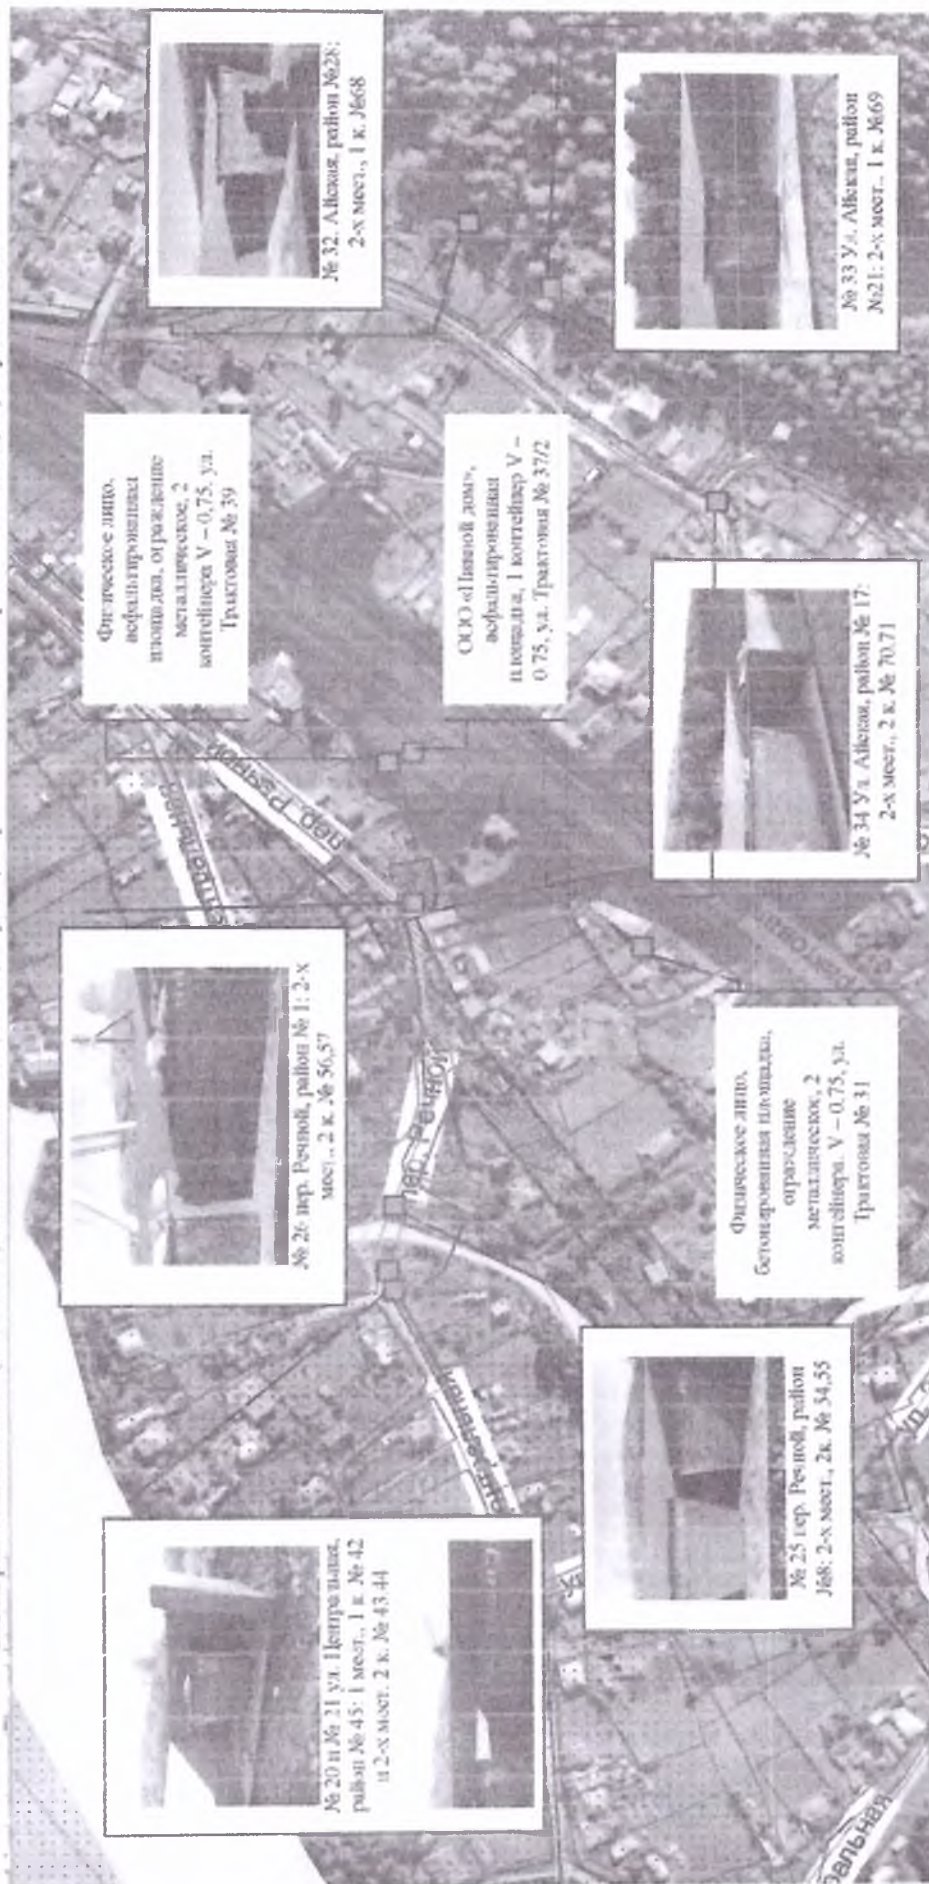 № 20 и № 21 ул. Центральная,
район № 45: 1 мест., 1 к. № 42
и 2-х мест. 2 к. № 43,44
№ 26 пер. Речной, район № 1: 2-х
мест., 2 к. № 56,57
Физическое лицо,
асфальтированная
площадка, ограждение
металлическое, 2
контейнера V – 0,75, ул.
Трактовая № 39
№ 32. Айская, район №28:
2-х мест., 1 к. №68
№ 25 пер. Речной, район
№8: 2-х мест., 2к. № 54,55
Физическое лицо,
бетонированная площадка,
ограждение
металлическое, 2
контейнера. V – 0,75, ул.
Трактовая № 31
ООО «Пивной дом»,
асфальтированная
площадка, 1 контейнер V –
0,75, ул. Трактовая № 37/2
№ 34 Ул. Айская, район № 17:
2-х мест., 2 к. № 70,71
№ 33 Ул. Айская, район
№21: 2-х мест., 1 к. №69
пер. Речной
пер. Речной